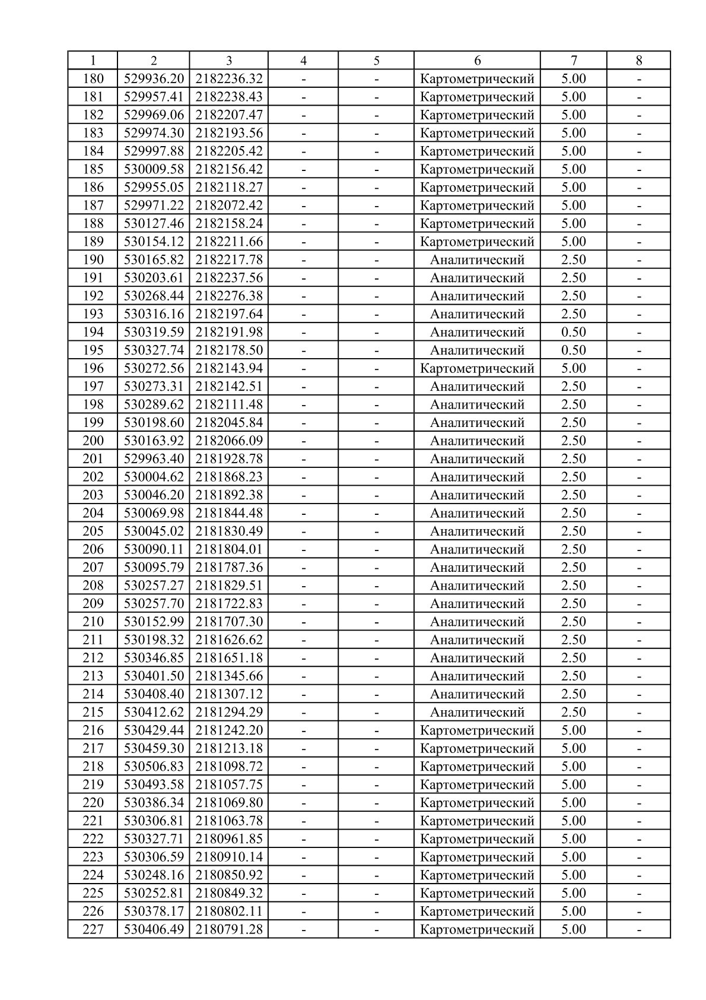 1 2 3 4 5 6 7 8
180 529936.20 2182236.32 - - Картометрический 5.00 -
181 529957.41 2182238.43 - - Картометрический 5.00 -
182 529969.06 2182207.47 - - Картометрический 5.00 -
183 529974.30 2182193.56 - - Картометрический 5.00 -
184 529997.88 2182205.42 - - Картометрический 5.00 -
185 530009.58 2182156.42 - - Картометрический 5.00 -
186 529955.05 2182118.27 - - Картометрический 5.00 -
187 529971.22 2182072.42 - - Картометрический 5.00 -
188 530127.46 2182158.24 - - Картометрический 5.00 -
189 530154.12 2182211.66 - - Картометрический 5.00 -
190 530165.82 2182217.78 - - Аналитический 2.50 -
191 530203.61 2182237.56 - - Аналитический 2.50 -
192 530268.44 2182276.38 - - Аналитический 2.50 -
193 530316.16 2182197.64 - - Аналитический 2.50 -
194 530319.59 2182191.98 - - Аналитический 0.50 -
195 530327.74 2182178.50 - - Аналитический 0.50 -
196 530272.56 2182143.94 - - Картометрический 5.00 -
197 530273.31 2182142.51 - - Аналитический 2.50 -
198 530289.62 2182111.48 - - Аналитический 2.50 -
199 530198.60 2182045.84 - - Аналитический 2.50 -
200 530163.92 2182066.09 - - Аналитический 2.50 -
201 529963.40 2181928.78 - - Аналитический 2.50 -
202 530004.62 2181868.23 - - Аналитический 2.50 -
203 530046.20 2181892.38 - - Аналитический 2.50 -
204 530069.98 2181844.48 - - Аналитический 2.50 -
205 530045.02 2181830.49 - - Аналитический 2.50 -
206 530090.11 2181804.01 - - Аналитический 2.50 -
207 530095.79 2181787.36 - - Аналитический 2.50 -
208 530257.27 2181829.51 - - Аналитический 2.50 -
209 530257.70 2181722.83 - - Аналитический 2.50 -
210 530152.99 2181707.30 - - Аналитический 2.50 -
211 530198.32 2181626.62 - - Аналитический 2.50 -
212 530346.85 2181651.18 - - Аналитический 2.50 -
213 530401.50 2181345.66 - - Аналитический 2.50 -
214 530408.40 2181307.12 - - Аналитический 2.50 -
215 530412.62 2181294.29 - - Аналитический 2.50 -
216 530429.44 2181242.20 - - Картометрический 5.00 -
217 530459.30 2181213.18 - - Картометрический 5.00 -
218 530506.83 2181098.72 - - Картометрический 5.00 -
219 530493.58 2181057.75 - - Картометрический 5.00 -
220 530386.34 2181069.80 - - Картометрический 5.00 -
221 530306.81 2181063.78 - - Картометрический 5.00 -
222 530327.71 2180961.85 - - Картометрический 5.00 -
223 530306.59 2180910.14 - - Картометрический 5.00 -
224 530248.16 2180850.92 - - Картометрический 5.00 -
225 530252.81 2180849.32 - - Картометрический 5.00 -
226 530378.17 2180802.11 - - Картометрический 5.00 -
227 530406.49 2180791.28 - - Картометрический 5.00 -